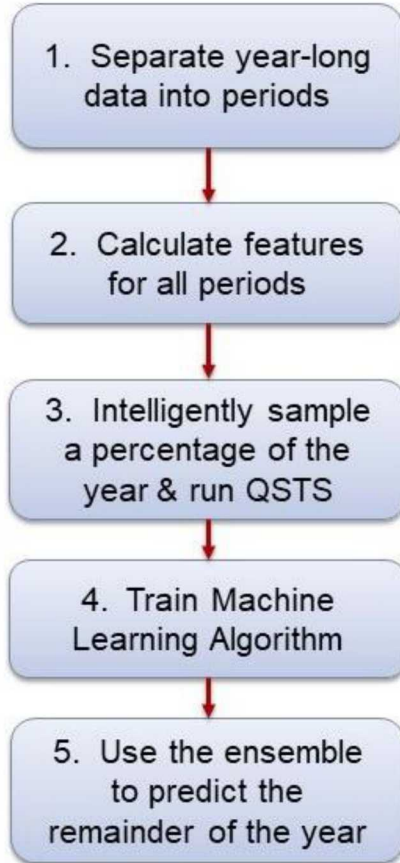 1. Separate year-long
data into periods
2. Calculate features
for all periods
3. Intelligently sample
a percentage of the
year & run QSTS
4. Train Machine
Learning Algorithm
5. Use the ensemble
to predict the
remainder of the year